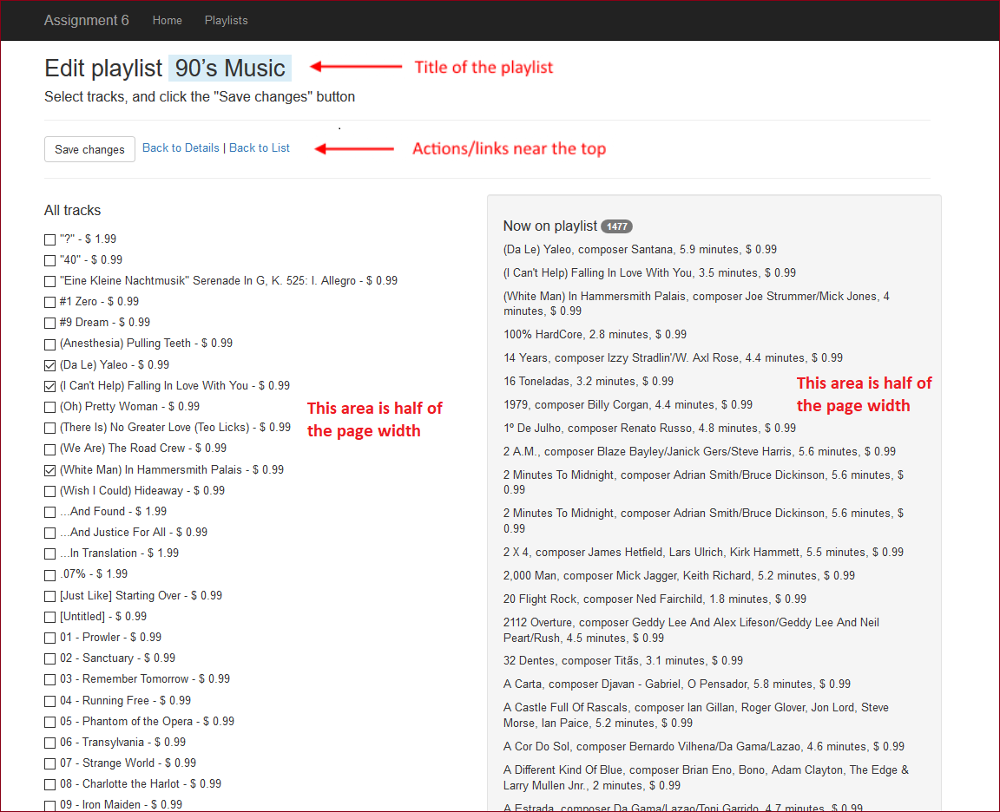 Assignment 6 Home Playlists
Edit playlist 90’s Music
Title of the playlist
Select tracks, and click the "Save changes" button
Save changes Back to Details | Back to List
Actions/links near the top
All tracks
"?" - $ 1.99
"40" - $ 0.99
"Eine Kleine Nachtmusik" Serenade In G, K. 525: I. Allegro - $ 0.99
#1 Zero - $ 0.99
#9 Dream - $ 0.99
(Anesthesia) Pulling Teeth - $ 0.99
(Da Le) Yaleo - $ 0.99
(I Can't Help) Falling In Love With You - $ 0.99
(Oh) Pretty Woman - $ 0.99
(There Is) No Greater Love (Teo Licks) - $ 0.99
(We Are) The Road Crew - $ 0.99
(White Man) In Hammersmith Palais - $ 0.99
(Wish I Could) Hideaway - $ 0.99
...And Found - $ 1.99
...And Justice For All - $ 0.99
...In Translation - $ 1.99
.07% - $ 1.99
[Just Like] Starting Over - $ 0.99
[Untitled] - $ 0.99
01 - Prowler - $ 0.99
02 - Sanctuary - $ 0.99
03 - Remember Tomorrow - $ 0.99
04 - Running Free - $ 0.99
05 - Phantom of the Opera - $ 0.99
06 - Transylvania - $ 0.99
07 - Strange World - $ 0.99
08 - Charlotte the Harlot - $ 0.99
09 - Iron Maiden - $ 0.99
This area is half of
the page width
Now on playlist 1477
(Da Le) Yaleo, composer Santana, 5.9 minutes, $ 0.99
(I Can't Help) Falling In Love With You, 3.5 minutes, $ 0.99
(White Man) In Hammersmith Palais, composer Joe Strummer/Mick Jones, 4
minutes, $ 0.99
100% HardCore, 2.8 minutes, $ 0.99
14 Years, composer Izzy Stradlin'/W. Axl Rose, 4.4 minutes, $ 0.99
16 Toneladas, 3.2 minutes, $ 0.99
1979, composer Billy Corgan, 4.4 minutes, $ 0.99
1º De Julho, composer Renato Russo, 4.8 minutes, $ 0.99
2 A.M., composer Blaze Bayley/Janick Gers/Steve Harris, 5.6 minutes, $ 0.99
2 Minutes To Midnight, composer Adrian Smith/Bruce Dickinson, 5.6 minutes, $
0.99
2 Minutes To Midnight, composer Adrian Smith/Bruce Dickinson, 5.6 minutes, $
0.99
2 X 4, composer James Hetfield, Lars Ulrich, Kirk Hammett, 5.5 minutes, $ 0.99
2,000 Man, composer Mick Jagger, Keith Richard, 5.2 minutes, $ 0.99
20 Flight Rock, composer Ned Fairchild, 1.8 minutes, $ 0.99
2112 Overture, composer Geddy Lee And Alex Lifeson/Geddy Lee And Neil
Peart/Rush, 4.5 minutes, $ 0.99
32 Dentes, composer Titãs, 3.1 minutes, $ 0.99
A Carta, composer Djavan - Gabriel, O Pensador, 5.8 minutes, $ 0.99
A Castle Full Of Rascals, composer Ian Gillan, Roger Glover, Jon Lord, Steve
Morse, Ian Paice, 5.2 minutes, $ 0.99
A Cor Do Sol, composer Bernardo Vilhena/Da Gama/Lazao, 4.6 minutes, $ 0.99
A Different Kind Of Blue, composer Brian Eno, Bono, Adam Clayton, The Edge &
Larry Mullen Jnr., 2 minutes, $ 0.99
A Estrada, composer Da Gama/Lazao/Toni Garrido, 4.7 minutes, $ 0.99
This area is half of
the page width